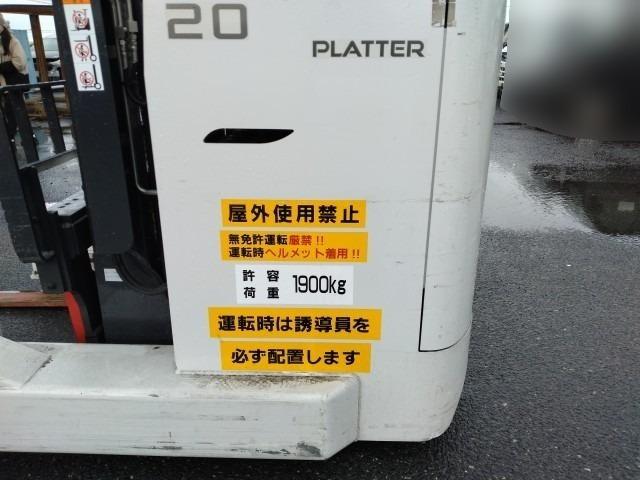 20
PLATTER
屋外使用禁止
無免許運転厳禁!!
運転時ヘルメット着用!!
許容
荷重 1900kg
運転時は誘導員を
必ず配置します